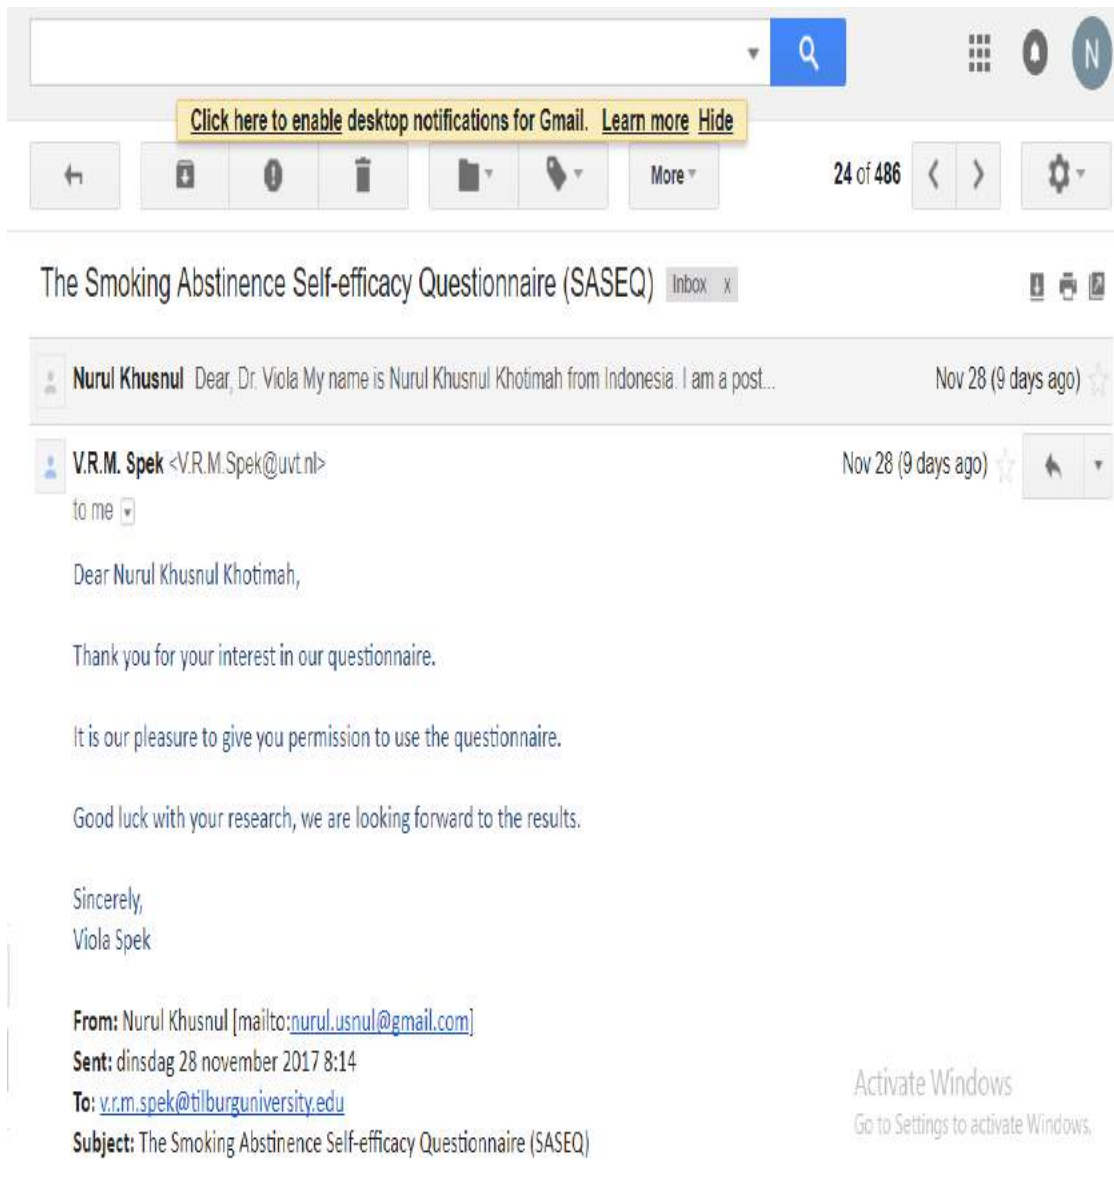 N
Click here to enable desktop notifications for Gmail. Learn more Hide
More
24 of 486
The Smoking Abstinence Self-efficacy Questionnaire (SASEQ) Inbox x
Nurul Khusnul Dear, Dr. Viola My name is Nurul Khusnul Khotimah from Indonesia. I am a post... Nov 28 (9 days ago)
V.R.M. Spek <V.R.M.Spek@uvt.nl> Nov 28 (9 days ago)
to me
Dear Nurul Khusnul Khotimah,
Thank you for your interest in our questionnaire.
It is our pleasure to give you permission to use the questionnaire.
Good luck with your research, we are looking forward to the results.
Sincerely,
Viola Spek
From: Nurul Khusnul [mailto:nurul.usnul@gmail.com]
Sent: dinsdag 28 november 2017 8:14
To: v.r.m.spek@tilburguniversity.edu
Subject: The Smoking Abstinence Self-efficacy Questionnaire (SASEQ)
Activate Windows
Go to Settings to activate Windows.